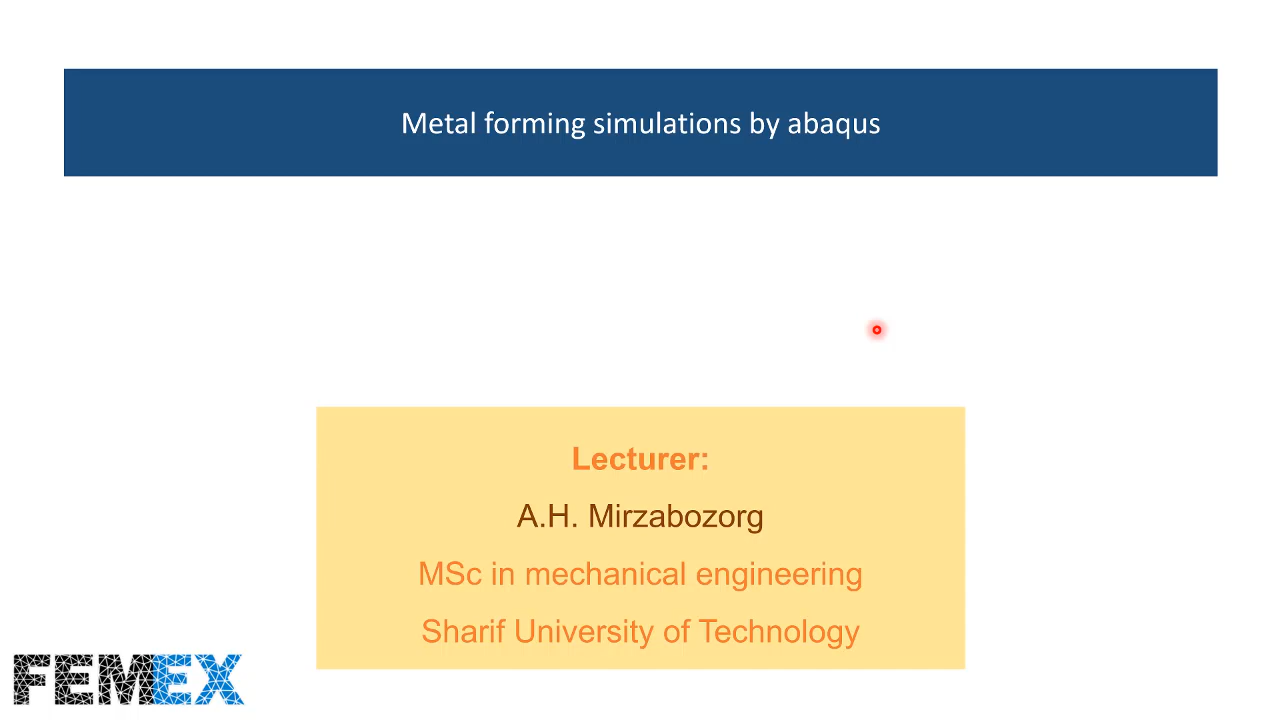 Metal forming simulations by abaqus
Lecturer:
A.H. Mirzabozorg
MSc in mechanical engineering
Sharif University of Technology
FEMEX